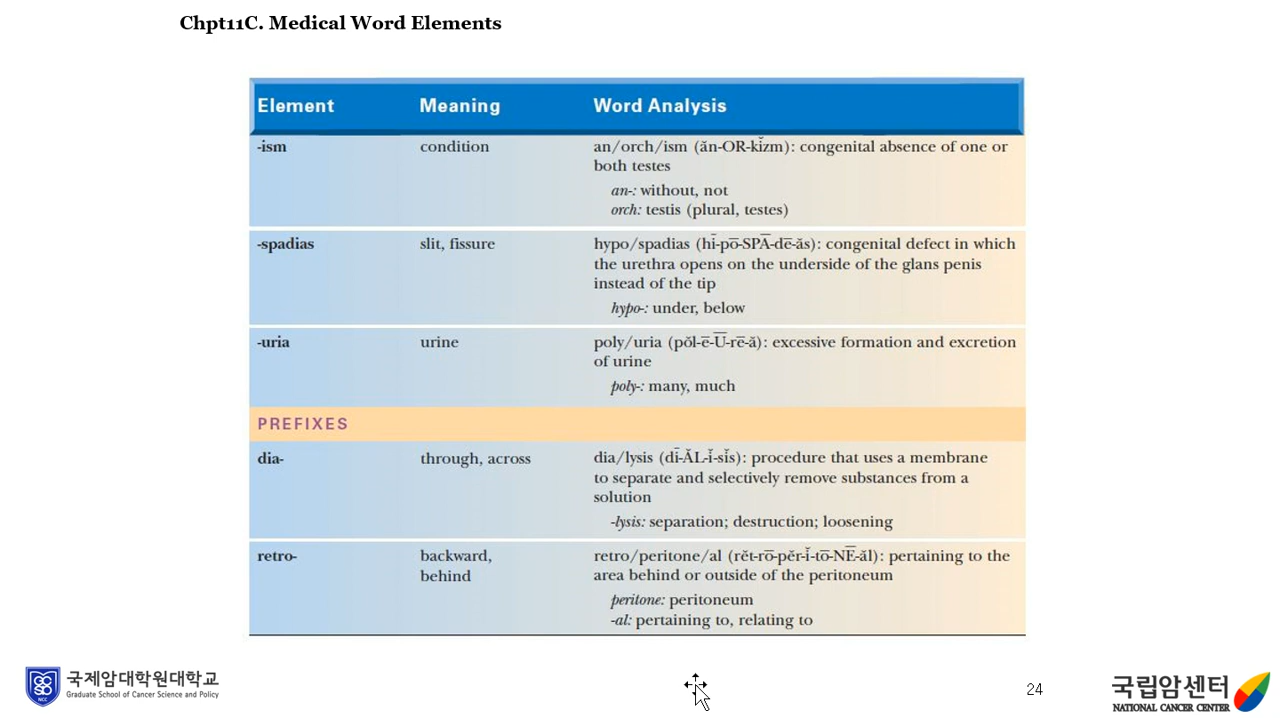 Chpt11C. Medical Word Elements
Element Meaning Word Analysis
-ism condition an/orch/ism (ăn-OR-kĭzm): congenital absence of one or
both testes
an-: without, not
orch: testis (plural, testes)
-spadias slit, fissure hypo/spadias (hī-pō-SPĀ-dē-ăs): congenital defect in which
the urethra opens on the underside of the glans penis
instead of the tip
hypo-: under, below
-uria urine poly/uria (pŏl-ē-Ū-rē-ă): excessive formation and excretion
of urine
poly-: many, much
PREFIXES
dia- through, across dia/lysis (dī-ĂL-ĭ-sĭs): procedure that uses a membrane
to separate and selectively remove substances from a
solution
-lysis: separation; destruction; loosening
retro- backward, retro/peritone/al (rĕt-rō-pĕr-ĭ-tō-NĒ-ăl): pertaining to the
behind area behind or outside of the peritoneum
peritone: peritoneum
-al: pertaining to, relating to
NCC
국제암대학원대학교
Graduate School of Cancer Science and Policy
24
국립암센터
NATIONAL CANCER CENTER